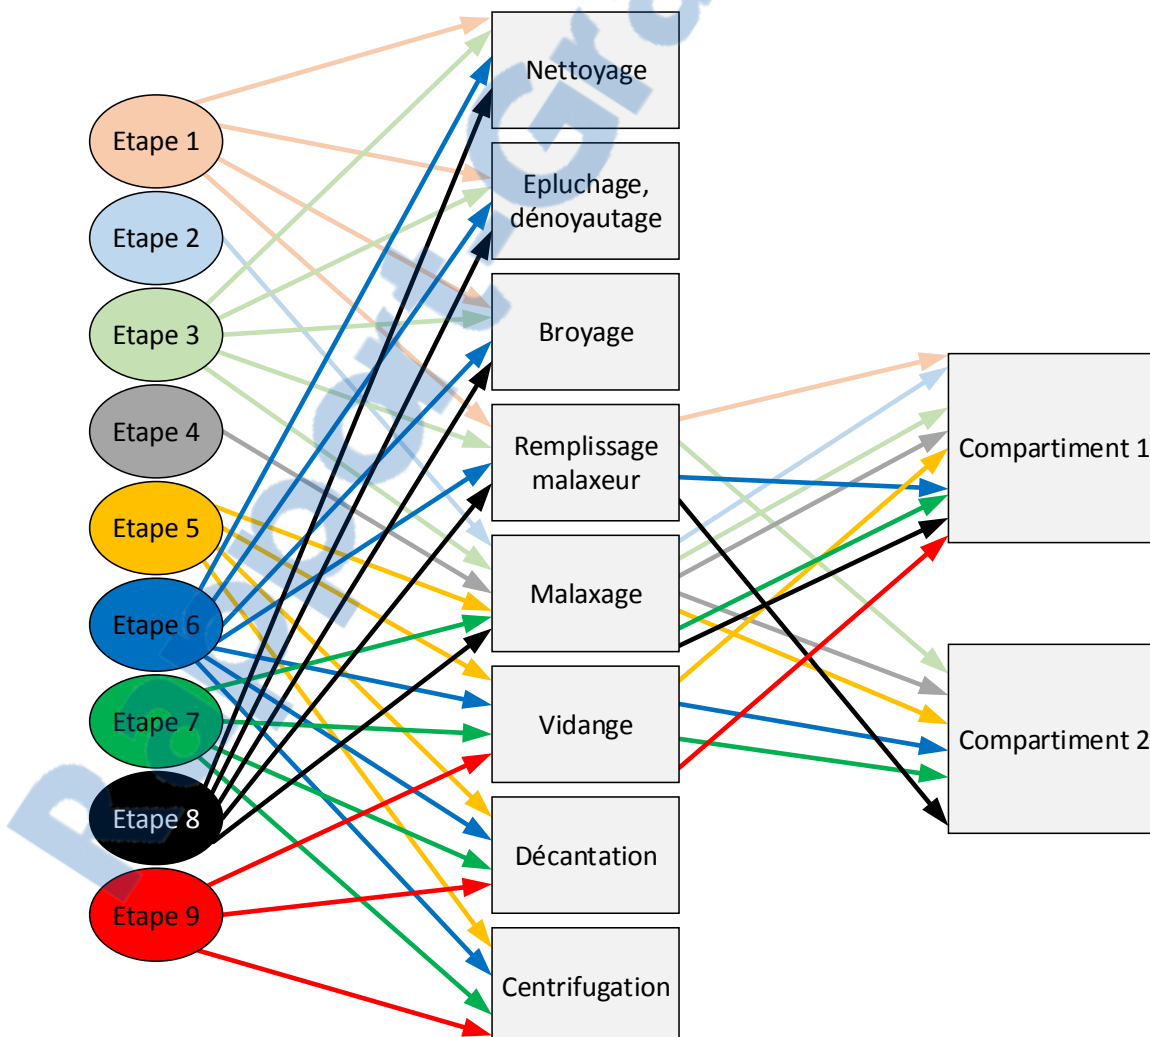 Nettoyage
Etape 1
Epluchage,
dénoyautage
Etape 2
Etape 3
Broyage
Etape 4
Remplissage
malaxeur
Compartiment 1
Etape 5
Malaxage
Etape 6
Etape 7
Vidange
Compartiment 2
Etape 8
Décantation
Etape 9
Centrifugation